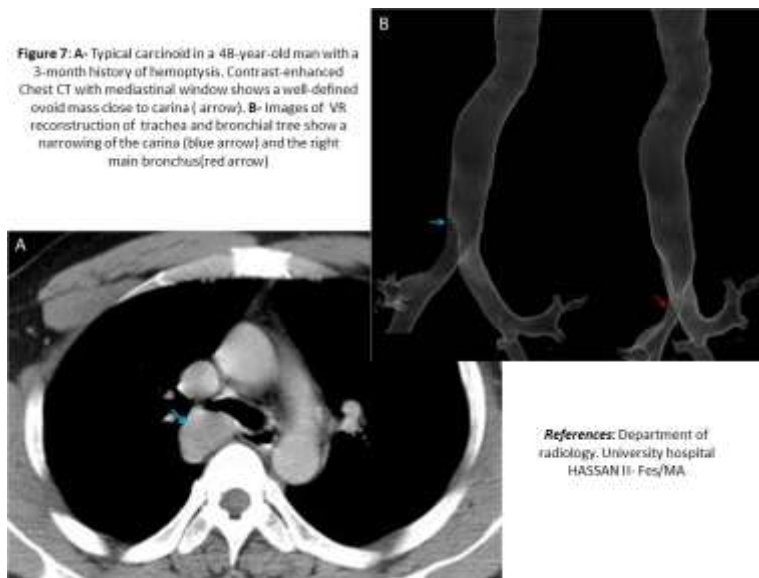 Figure 7: A- Typical carcinoid in a 48-year-old man with a
3-month history of hemoptysis. Contrast-enhanced
Chest CT with mediastinal window shows a well-defined
ovoid mass close to carina ( arrow). B- Images of VR
reconstruction of trachea and bronchial tree show a
narrowing of the carina (blue arrow) and the right
main bronchus(red arrow)
B
A
References: Department of
radiology. University hospital
HASSAN II- Fes/MA